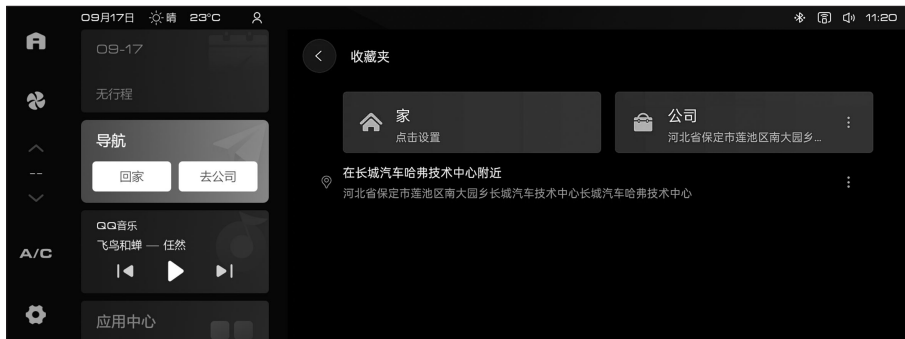 09月17日 晴 23°C
11:20
A/C
--
09-17
无行程
导航
回家 去公司
QQ音乐
飞鸟和蝉 — 任然
应用中心
收藏夹
家
点击设置
公司
河北省保定市莲池区南大园乡...
在长城汽车哈弗技术中心附近
河北省保定市莲池区南大园乡长城汽车技术中心长城汽车哈弗技术中心